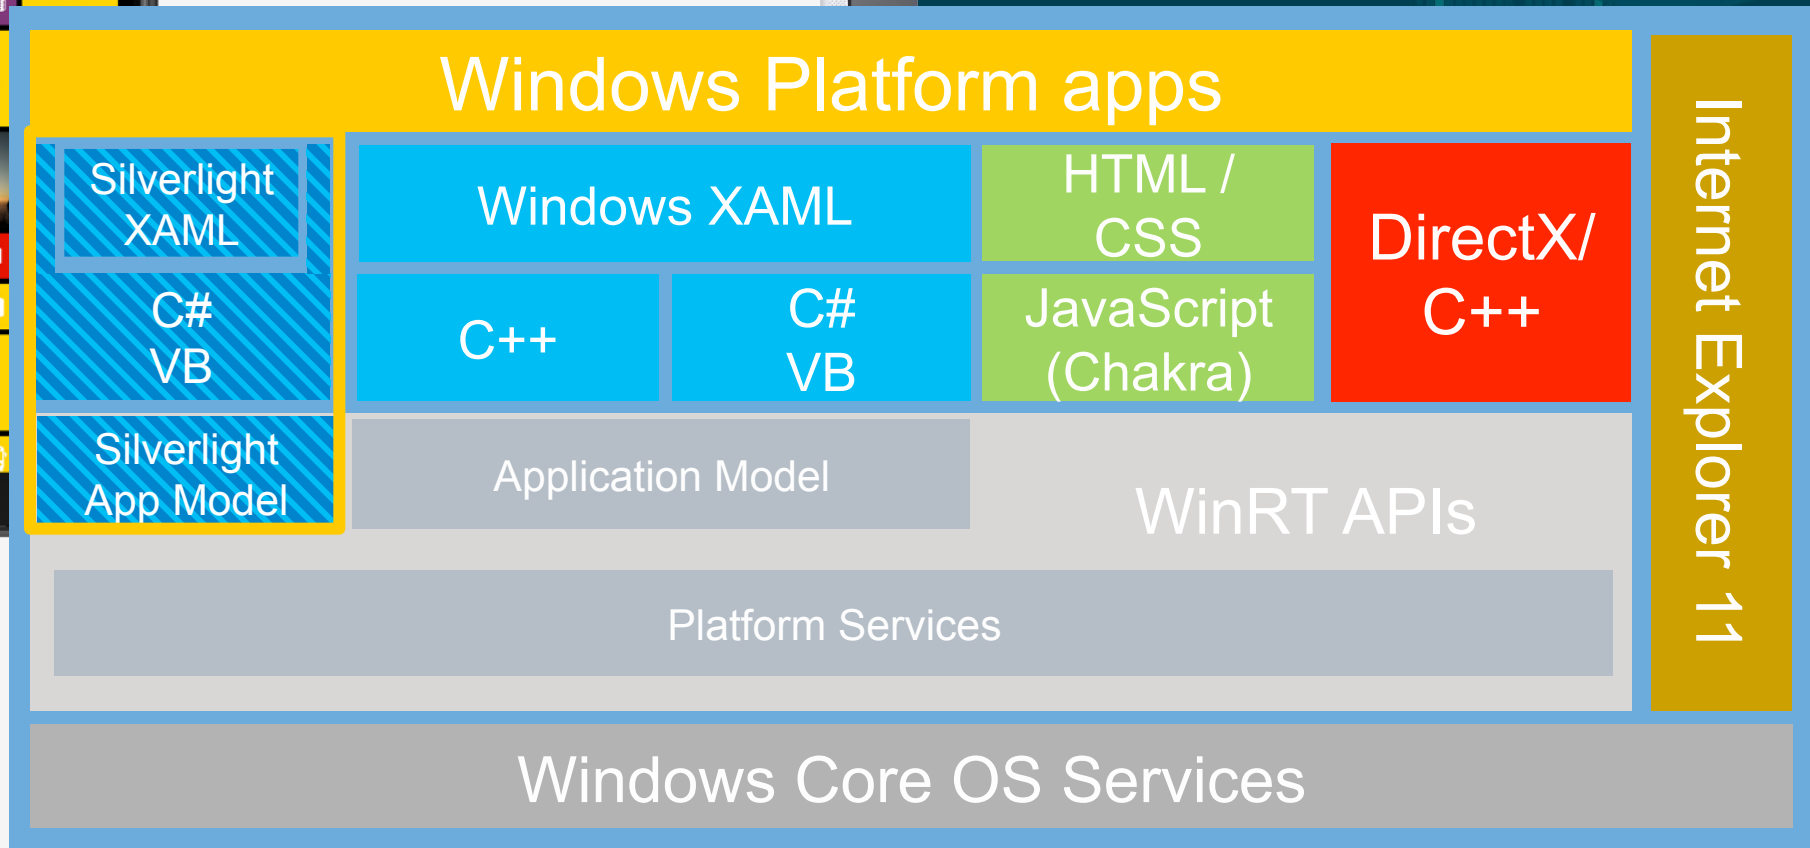 Windows Platform apps
Silverlight
XAML
C#
VB
Silverlight
App Model
Windows XAML
C++
C#
VB
HTML /
CSS
JavaScript
(Chakra)
DirectX/
C++
Application Model
WinRT APIs
Platform Services
Internet Explorer 11
Windows Core OS Services